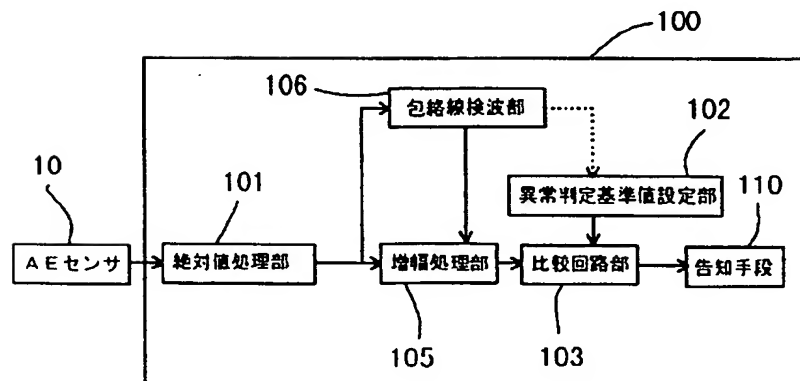 100
106
包絡線検波部
102
10
101
異常判定基準値設定部
110
AEセンサ
絶対値処理部
増幅処理部
比較回路部
告知手段
105
103